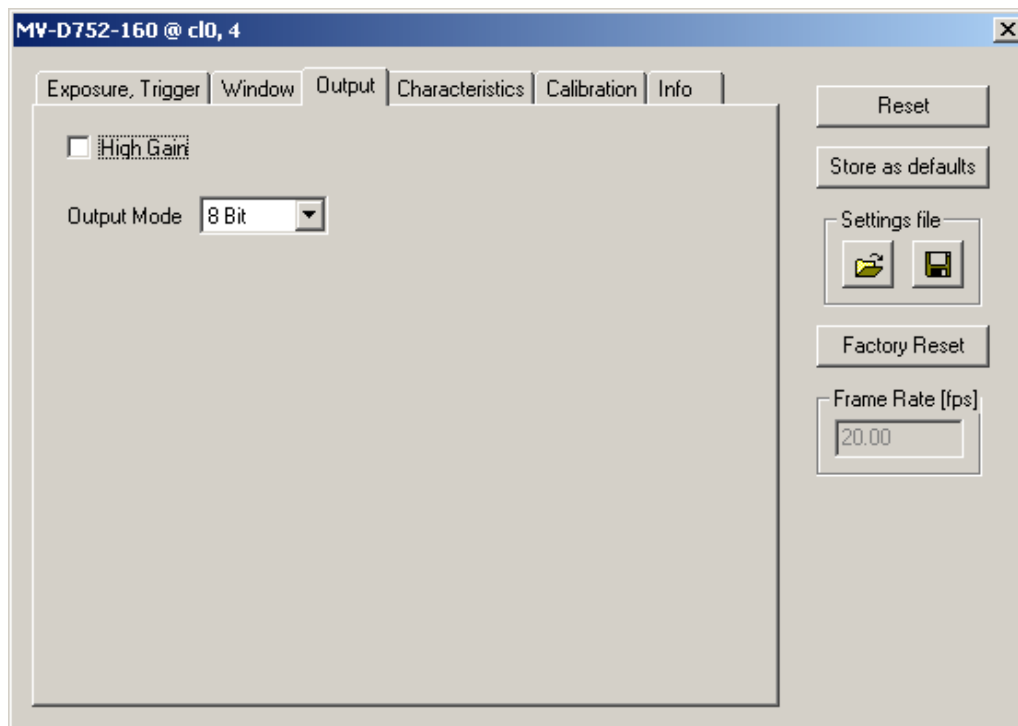 MV-D752-160 @ cl0, 4
Exposure, Trigger
Window
Output
Characteristics
Calibration
Info
High Gain
Output Mode
8 Bit
Reset
Store as defaults
Settings file
Factory Reset
Frame Rate [fps]
20.00